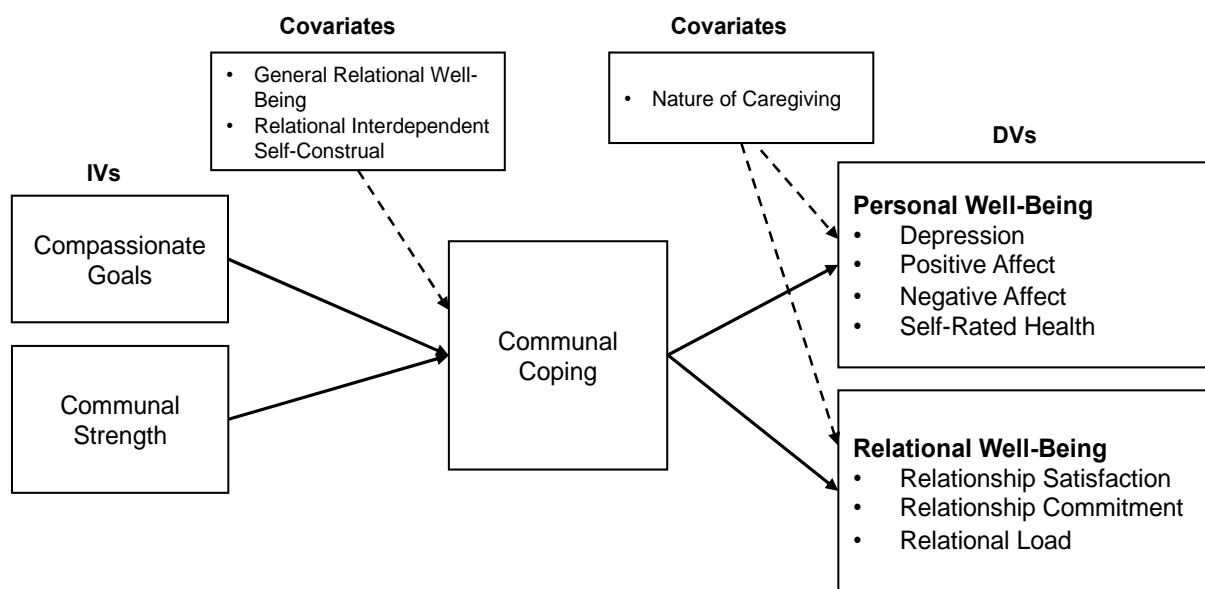 Covariates
• General Relational Well-
Being
• Relational Interdependent
Self-Construal
Covariates
• Nature of Caregiving
IVs
Compassionate
Goals
Communal
Strength
Communal
Coping
DVs
Personal Well-Being
• Depression
• Positive Affect
• Negative Affect
• Self-Rated Health
Relational Well-Being
• Relationship Satisfaction
• Relationship Commitment
• Relational Load